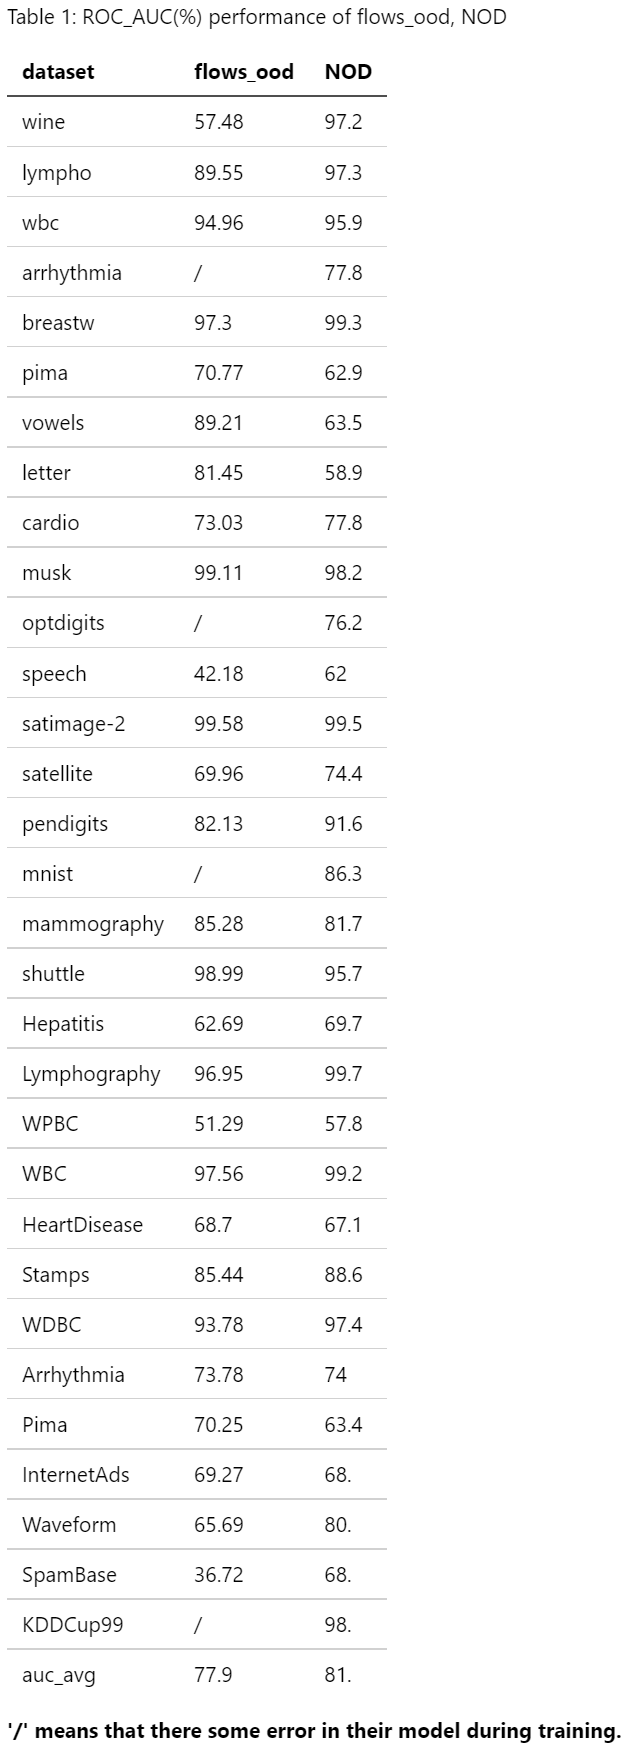 Table 1: ROC_AUC(%) performance of flows_ood, NOD
dataset flows_ood NOD
wine 57.48 97.2
lympho 89.55 97.3
wbc 94.96 95.9
arrhythmia / 77.8
breastw 97.3 99.3
pima 70.77 62.9
vowels 89.21 63.5
letter 81.45 58.9
cardio 73.03 77.8
musk 99.11 98.2
optdigits / 76.2
speech 42.18 62
satimage-2 99.58 99.5
satellite 69.96 74.4
pendigits 82.13 91.6
mnist / 86.3
mammography 85.28 81.7
shuttle 98.99 95.7
Hepatitis 62.69 69.7
Lymphography 96.95 99.7
WPBC 51.29 57.8
WBC 97.56 99.2
HeartDisease 68.7 67.1
Stamps 85.44 88.6
WDBC 93.78 97.4
Arrhythmia 73.78 74
Pima 70.25 63.4
InternetAds 69.27 68.
Waveform 65.69 80.
SpamBase 36.72 68.
KDDCup99 / 98.
auc_avg 77.9 81.
'/' means that there some error in their model during training.